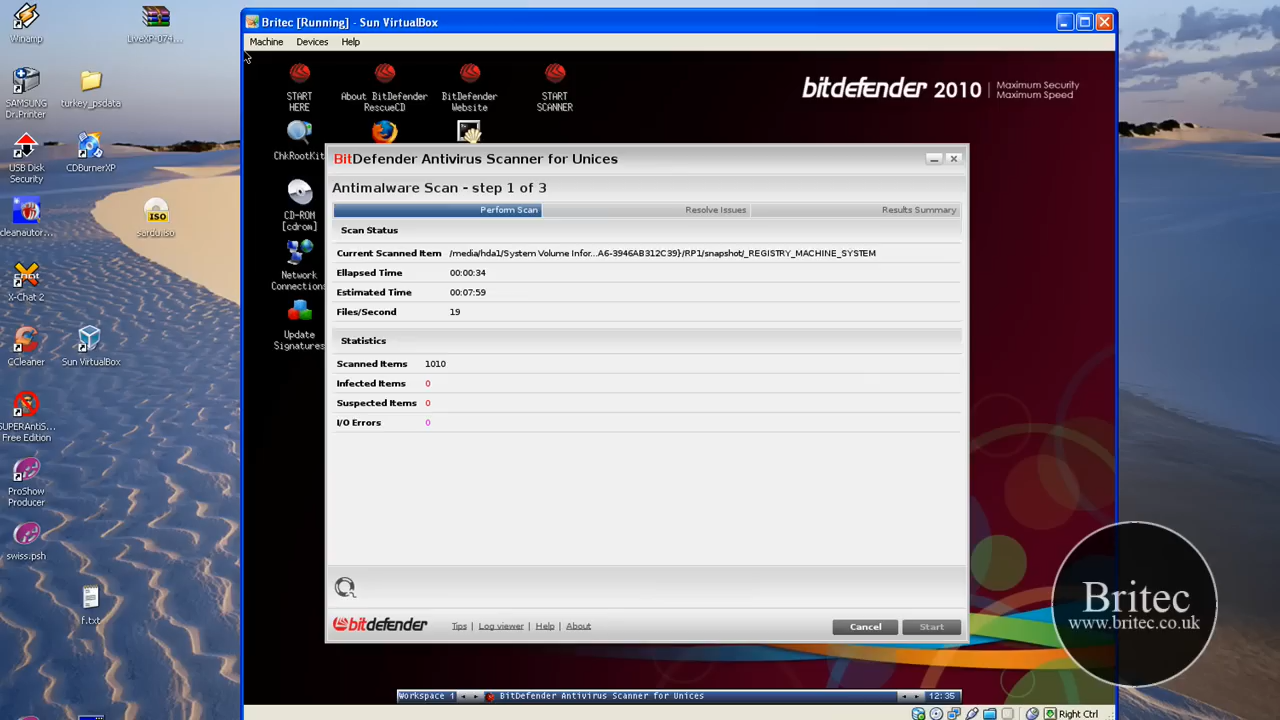 Winamp
LiveXP-074...
SAMSUNG
Dr.Printer
turkey_psdata
USB Disk
Security
CDBurnerXP
cleanautor...
sardu.iso
ISO
X-Chat 2
CCleaner
Sun VirtualBox
SUPERAntiS...
Free Edition
ProShow
Producer
swiss.psh
f.txt
Britec [Running] - Sun VirtualBox
Machine Devices Help
START
HERE
About BitDefender
RescueCD
BitDefender
Website
START
SCANNER
bitdefender 2010
Maximum Security
Maximum Speed
ChkRootKit
CD-ROM
[cdrom]
Network
Connections
Update
Signatures
BitDefender Antivirus Scanner for Unices
Antimalware Scan - step 1 of 3
Perform Scan Resolve Issues Results Summary
Scan Status
Current Scanned Item /media/hda1/System Volume Infor...A6-3946AB312C39}/RP1/snapshot/_REGISTRY_MACHINE_SYSTEM
Ellapsed Time 00:00:34
Estimated Time 00:07:59
Files/Second 19
Statistics
Scanned Items 1010
Infected Items 0
Suspected Items 0
I/O Errors 0
bitdefender Tips | Log viewer | Help | About
Cancel Start
Workspace 1 BitDefender Antivirus Scanner for Unices 12:35
Right Ctrl
Britec
www.britec.co.uk